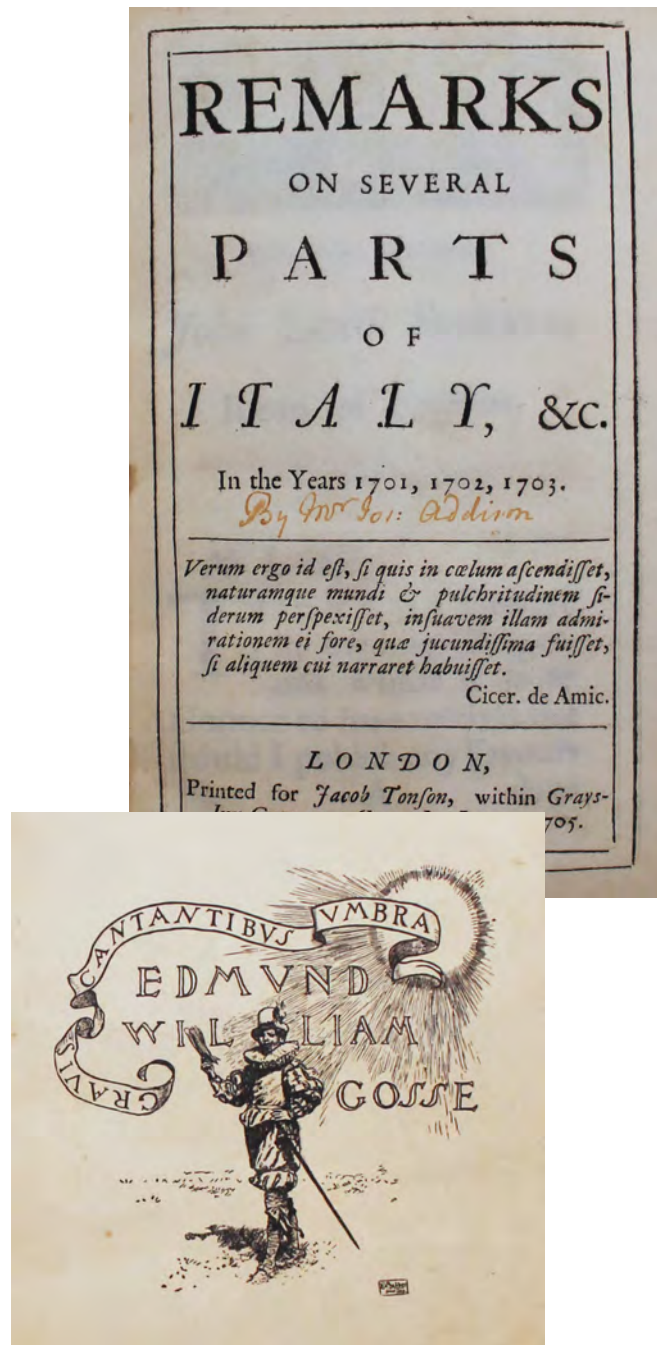 REMARKS
ON SEVERAL
PARTS
OF
ITALY, &c.
In the Years 1701, 1702, 1703.
By Mr Jos: Addison
Verum ergo id eſt, ſi quis in cœlum aſcendiſſet,
naturamque mundi & pulchritudinem ſi-
derum perſpexiſſet, inſuavem illam admi-
rationem ei fore, quæ jucundiſſima fuiſſet,
ſi aliquem cui narraret habuiſſet.
Cicer. de Amic.
LONDON,
Printed for Jacob Tonſon, within Grays-
705.
GRAVIS CANTANTIBVS VMBRA
EDMVND
WILLIAM
GOSSE